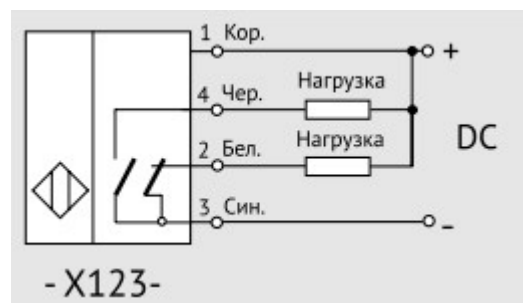 1 Кор. +
4 Чер. Нагрузка
2 Бел. Нагрузка DC
3 Син. -
- X123-